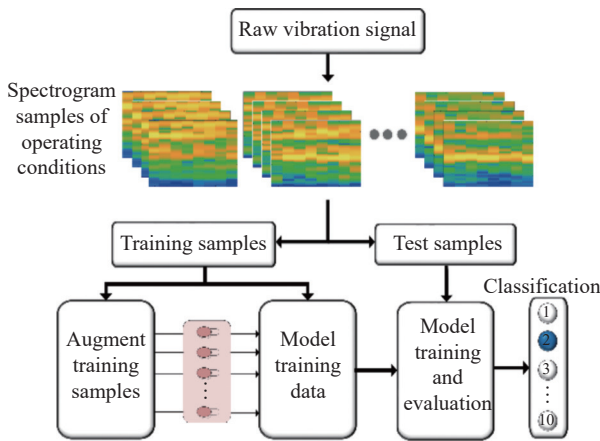 Raw vibration signal
Spectrogram
samples of
operating
conditions
Training samples
Test samples
Classification
Augment
training
samples
Model
training
data
Model
training
and
evaluation
1
2
3
10